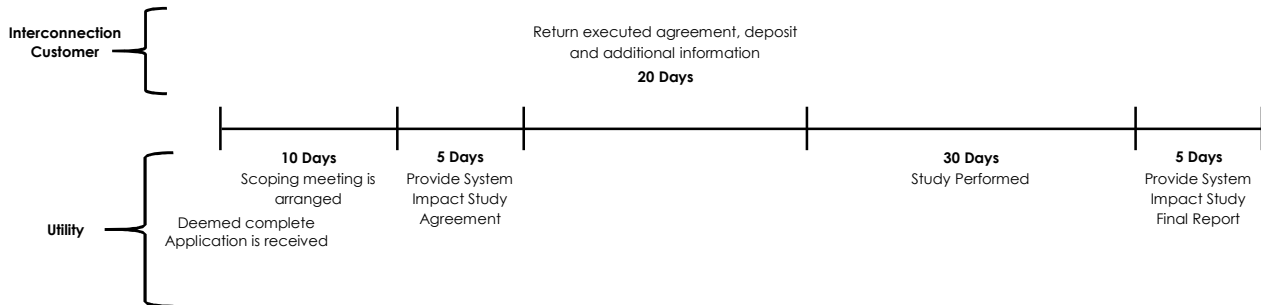 Interconnection
Customer
Return executed agreement, deposit
and additional information
20 Days
10 Days
Scoping meeting is
arranged
Deemed complete
Application is received
5 Days
Provide System
Impact Study
Agreement
30 Days
Study Performed
5 Days
Provide System
Impact Study
Final Report
Utility